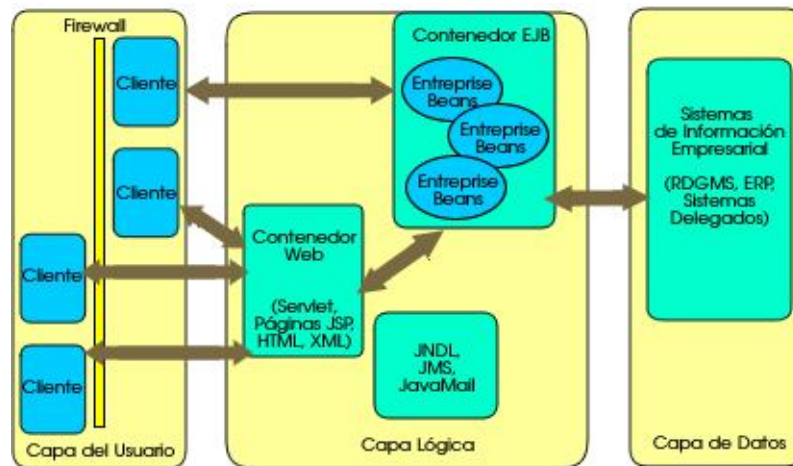 Firewall
Cliente
Cliente
Cliente
Cliente
Capa del Usuario
Contenedor EJB
Entreprise
Beans
Entreprise
Beans
Entreprise
Beans
Contenedor
Web
(Servlet,
Páginas JSP,
HTML, XML)
JNDL,
JMS,
JavaMail
Capa Lógica
Sistemas
de Información
Empresarial
(RDGMS, ERP,
Sistemas
Delegados)
Capa de Datos